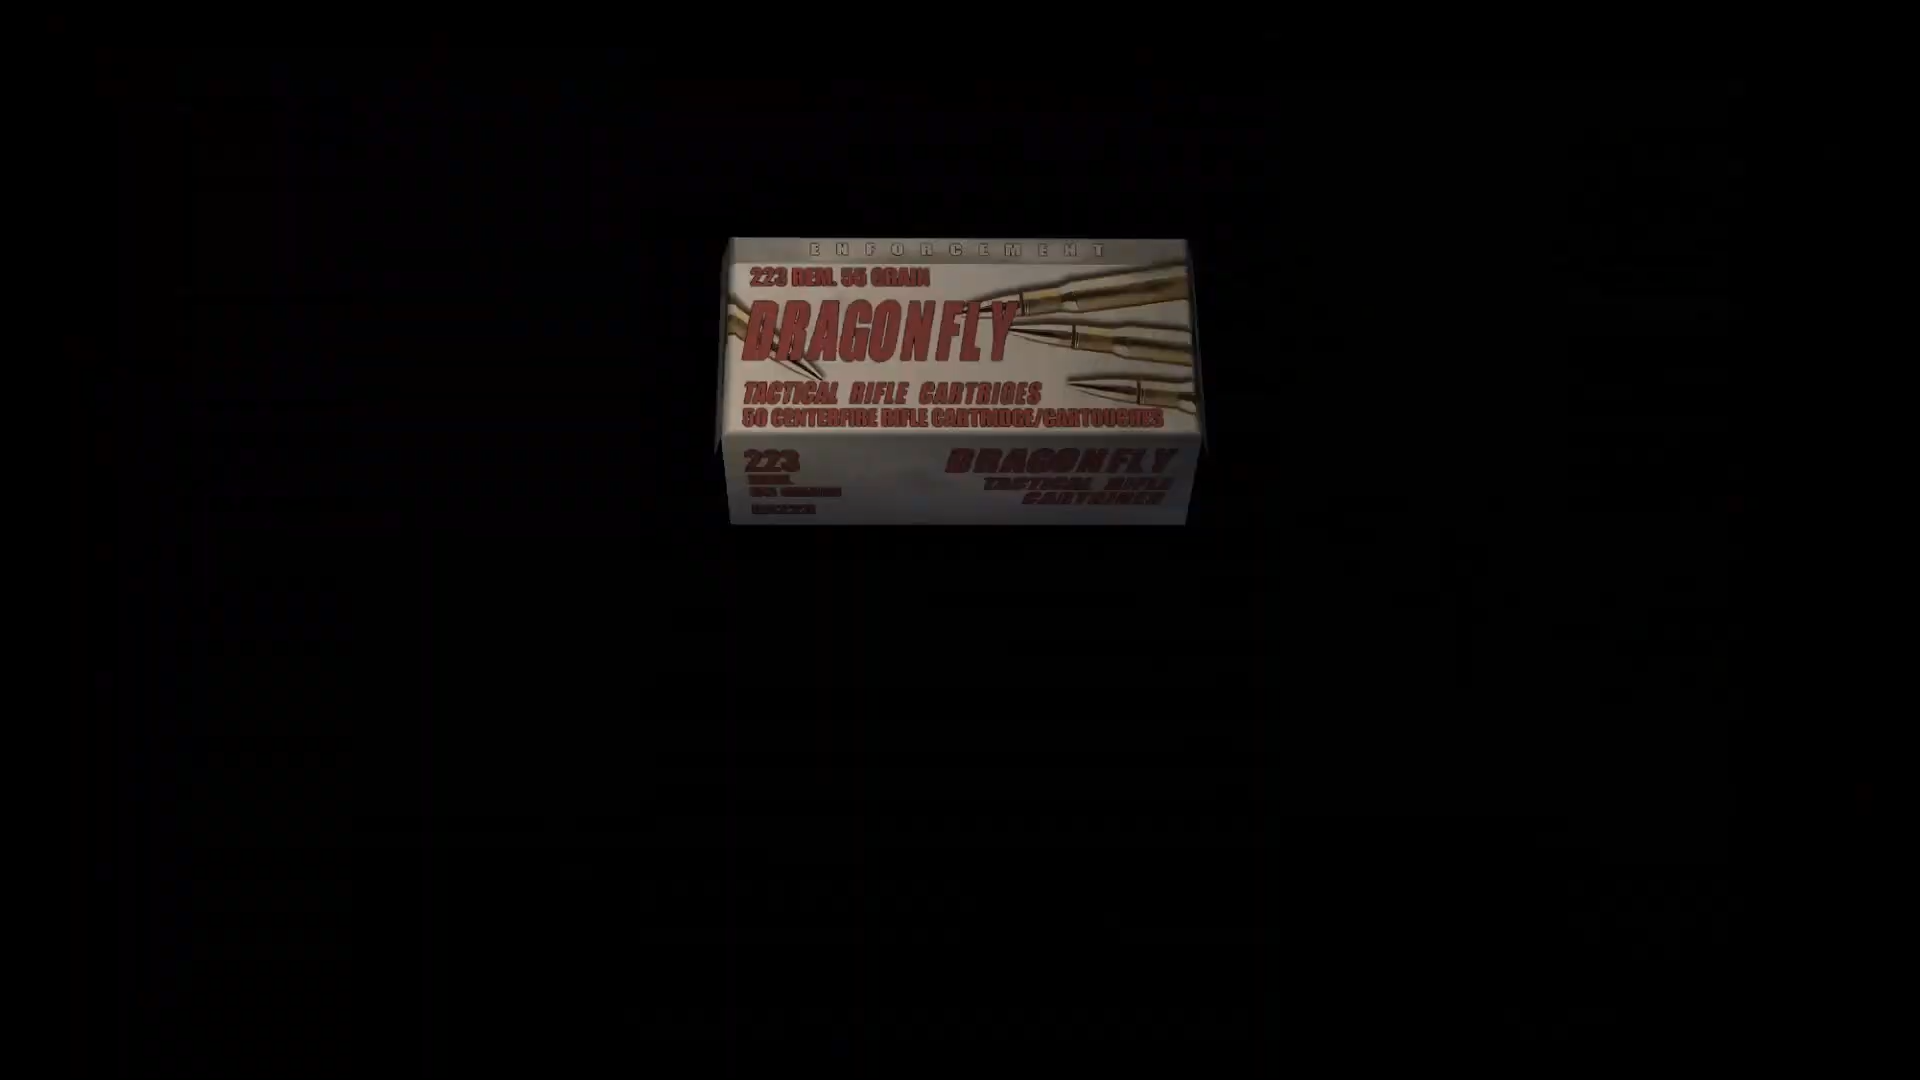 ENFORCEMENT
223 REM. 55 GRAIN
DRAGONFLY
TACTICAL RIFLE CARTRIGES
50 CENTERFIRE RIFLE CARTRIDGE/CARTOUCHES
223
DRAGONFLY
TACTICAL RIFLE